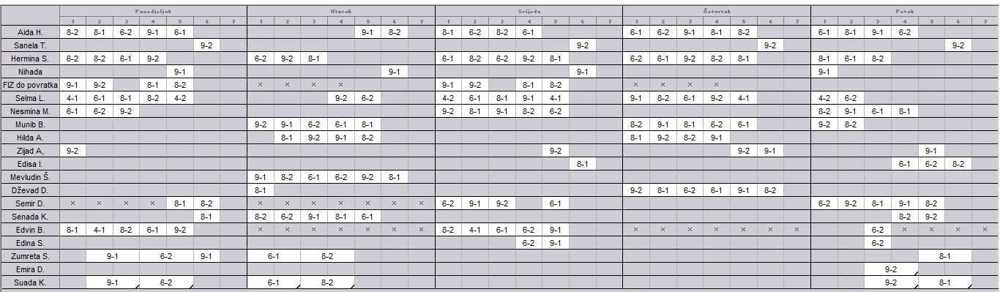 Ponedjeljek Utorek Srijeda Četvrtek Petek
1 2 3 4 5 6 7 1 2 3 4 5 6 7 1 2 3 4 5 6 7 1 2 3 4 5 6 7 1 2 3 4 5 6 7
Aida H. 8-2 8-1 6-2 9-1 6-1 9-1 8-2 8-1 6-2 8-2 6-1 6-1 6-2 9-1 8-1 8-2 6-1 8-1 9-1 6-2
Sanela T. 9-2 9-2 9-2 9-2
Hermina S. 6-2 8-2 6-1 9-2 6-2 9-2 8-1 6-1 8-2 6-2 9-2 8-1 6-2 6-1 9-2 8-2 8-1 8-1 6-1 8-2
Nihada 9-1 9-1 9-1 9-1
FIZ do povratka 9-1 9-2 8-1 8-2 × × × × 9-1 9-2 8-1 8-2 × × × ×
Selma L. 4-1 6-1 8-1 8-2 4-2 9-2 6-2 4-2 6-1 8-1 9-1 4-1 9-1 8-2 6-1 9-2 4-1 4-2 6-2
Nesmina M. 6-1 6-2 9-2 9-2 8-1 9-1 8-2 6-2 8-2 9-1 6-1 8-1
Munib B. 9-2 9-1 6-2 6-1 8-1 8-2 9-1 8-1 6-2 6-1 9-2 8-2
Hilda A. 8-1 9-2 9-1 8-2 8-1 9-2 8-2 9-1
Zijad A, 9-2 9-2 9-2 9-1 9-1
Edisa I. 8-1 6-1 6-2 8-2
Mevludin Š. 9-1 8-2 6-1 6-2 9-2 8-1
Dževad D. 8-1 9-2 8-1 6-2 6-1 9-1 8-2
Semir D. × × × × 8-1 8-2 × × × × × × × 6-2 9-1 9-2 6-1 6-2 9-2 8-1 9-1 8-2
Senada K. 8-1 8-2 6-2 9-1 8-1 6-1 8-2 9-2
Edvin B. 8-1 4-1 8-2 6-1 9-2 × × × × × × × 8-2 4-1 6-1 6-2 9-1 × × × × × × × 6-2 × × × ×
Edina S. 6-2 9-1 6-2
Zumreta S. 9-1 6-2 9-1 6-1 8-2 8-1
Emira D. 9-2
Suada K. 9-1 6-2 6-1 8-2 9-2 8-1